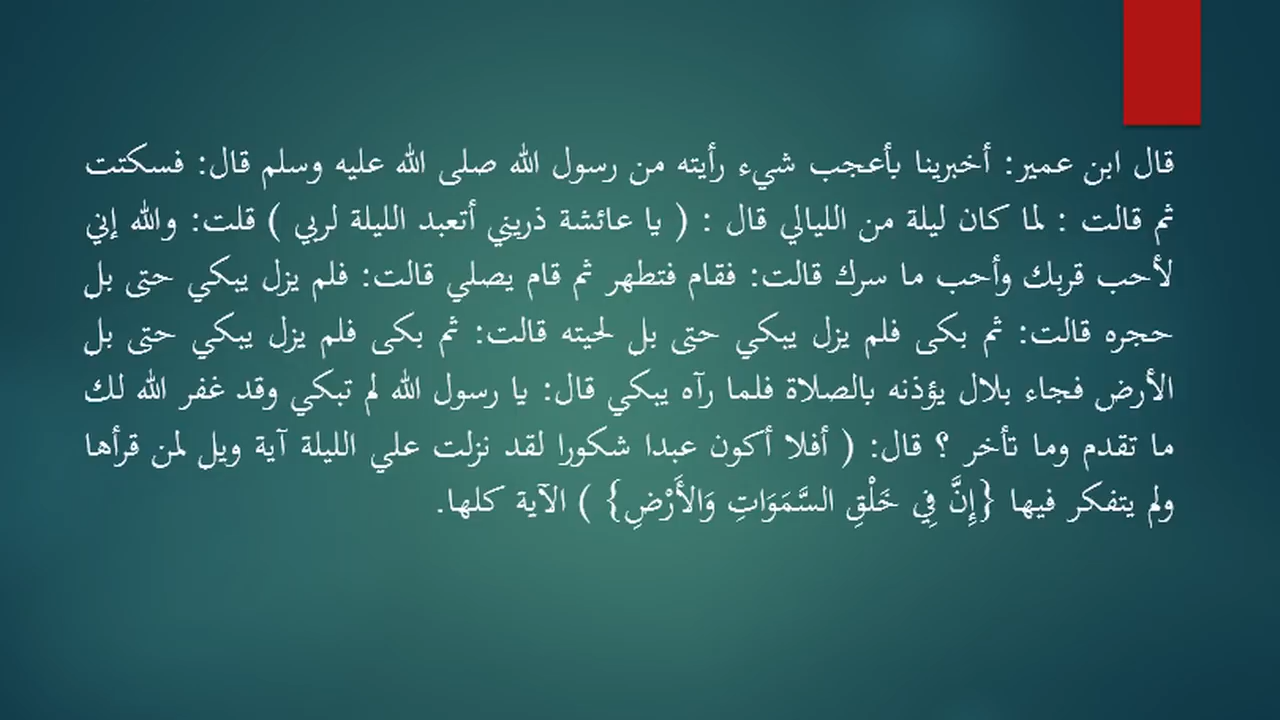 قال ابن عمير: أخبرينا بأعجب شيء رأيته من رسول الله صلى الله عليه وسلم قال: فسكتت
ثم قالت : لما كان ليلة من الليالي قال : ( يا عائشة ذريني أتعبد الليلة لربي ) قلت: والله إني
لأحب قربك وأحب ما سرك قالت: فقام فتطهر ثم قام يصلي قالت: فلم يزل يبكي حتى بل
حجره قالت: ثم بكى فلم يزل يبكي حتى بل لحيته قالت: ثم بكى فلم يزل يبكي حتى بل
الأرض فجاء بلال يؤذنه بالصلاة فلما رآه يبكي قال: يا رسول الله لم تبكي وقد غفر الله لك
ما تقدم وما تأخر ؟ قال: ( أفلا أكون عبدا شكورا لقد نزلت علي الليلة آية ويل لمن قرأها
ولم يتفكر فيها {إِنَّ فِي خَلْقِ السَّمَوَاتِ وَالأَرْضِ} ) الآية كلها.